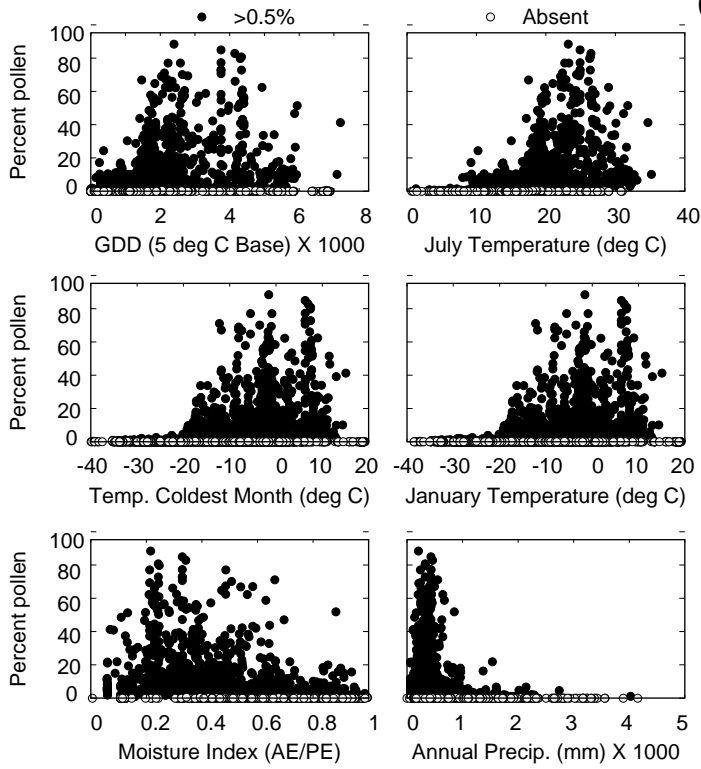 ● >0.5% ○ Absent
100
80
60
40
20
0
Percent pollen
0 2 4 6 8
GDD (5 deg C Base) X 1000
0 10 20 30 40
July Temperature (deg C)
100
80
60
40
20
0
Percent pollen
-40 -30 -20 -10 0 10 20
Temp. Coldest Month (deg C)
-40 -30 -20 -10 0 10 20
January Temperature (deg C)
100
80
60
40
20
0
Percent pollen
0 0.2 0.4 0.6 0.8 1
Moisture Index (AE/PE)
0 1 2 3 4 5
Annual Precip. (mm) X 1000